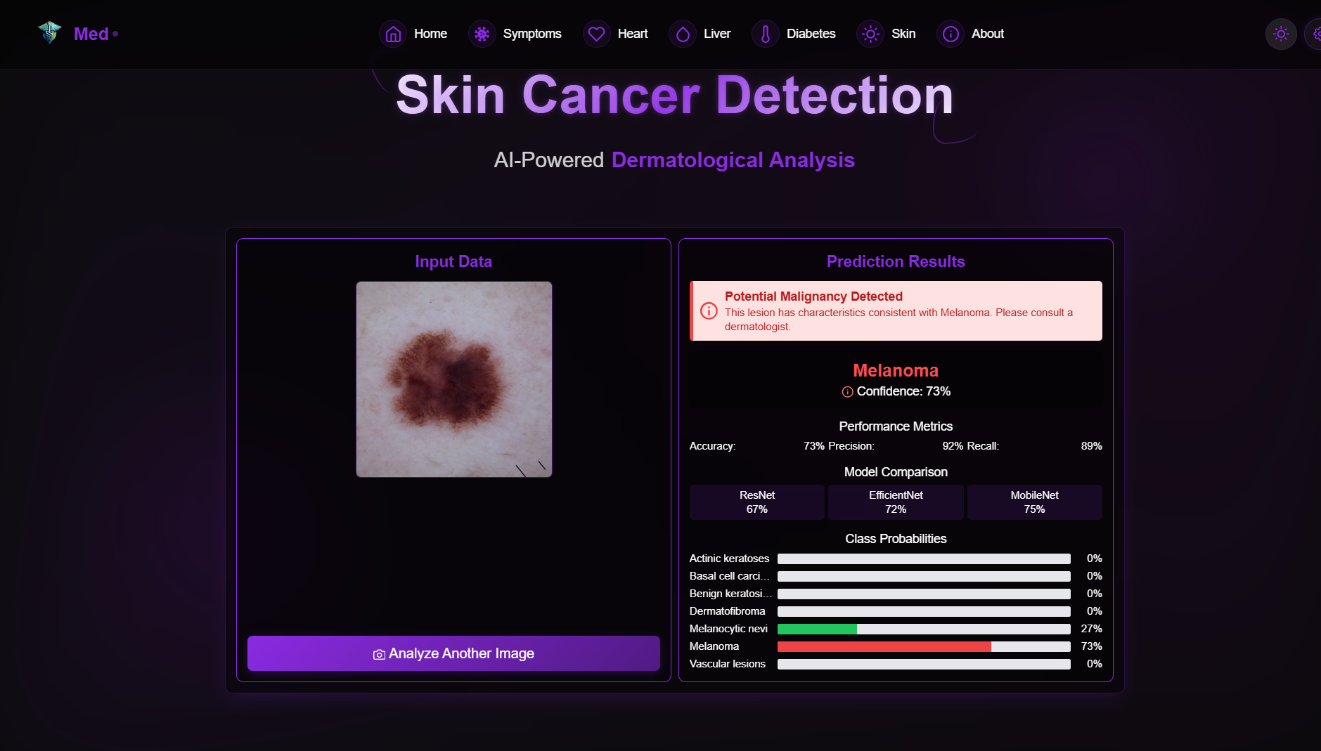 Med
Home Symptoms Heart Liver Diabetes Skin About
Skin Cancer Detection
AI-Powered Dermatological Analysis
Input Data
Analyze Another Image
Prediction Results
Potential Malignancy Detected
This lesion has characteristics consistent with Melanoma. Please consult a
dermatologist.
Melanoma
Confidence: 73%
Performance Metrics
Accuracy: 73% Precision: 92% Recall: 89%
Model Comparison
ResNet EfficientNet MobileNet
67% 72% 75%
Class Probabilities
Actinic keratoses 0%
Basal cell carci... 0%
Benign keratosi... 0%
Dermatofibroma 0%
Melanocytic nevi 27%
Melanoma 73%
Vascular lesions 0%